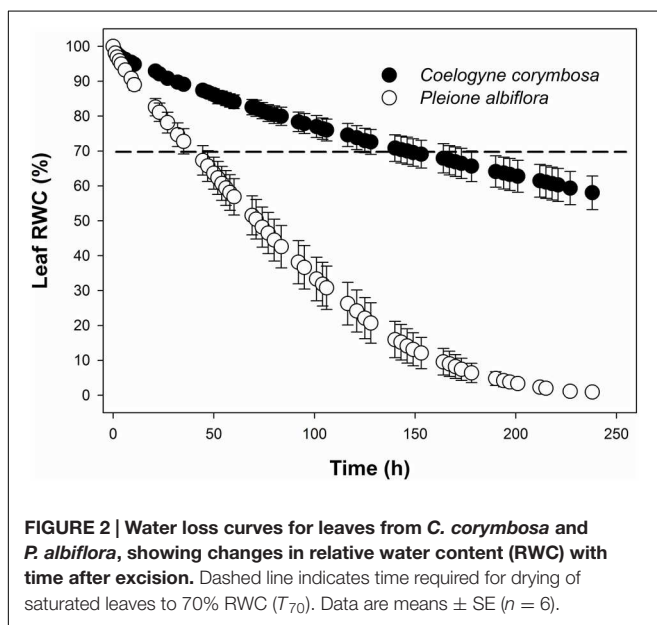 100
90
80
70
60
50
40
30
20
10
0
Leaf RWC (%)
Coelogyne corymbosa
Pleione albiflora
0
50
100
150
200
250
Time (h)
FIGURE 2 | Water loss curves for leaves from C. corymbosa and
P. albiflora, showing changes in relative water content (RWC) with
time after excision. Dashed line indicates time required for drying of
saturated leaves to 70% RWC (T70). Data are means ± SE (n = 6).